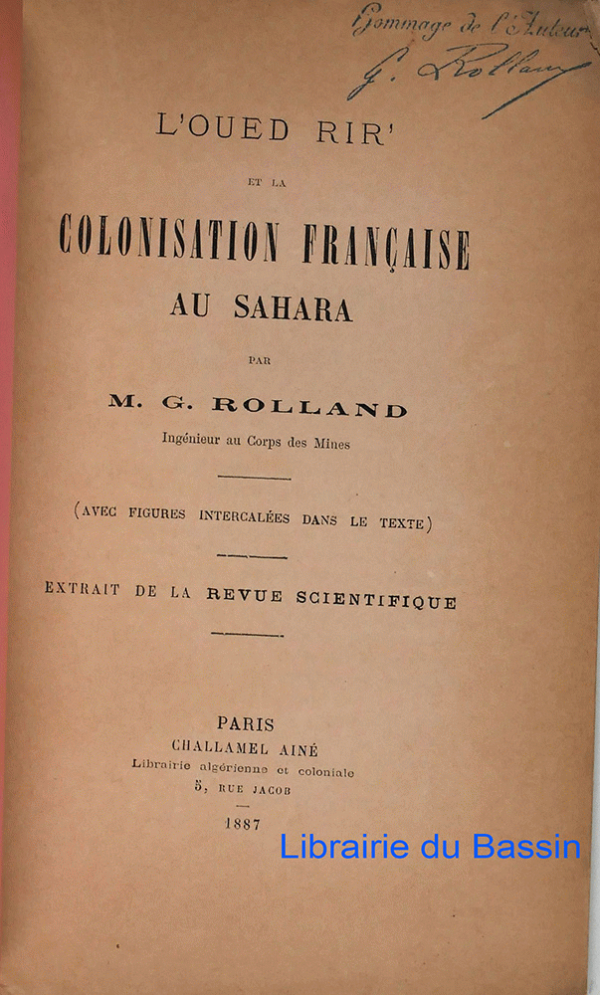 Hommage de l'Auteur
G. Rolland
L'OUED RIR'
ET LA
COLONISATION FRANÇAISE
AU SAHARA
PAR
M. G. ROLLAND
Ingénieur au Corps des Mines
(AVEC FIGURES INTERCALÉES DANS LE TEXTE)
EXTRAIT DE LA REVUE SCIENTIFIQUE
PARIS
CHALLAMEL AINÉ
Librairie algérienne et coloniale
5, RUE JACOB
1887
Librairie du Bassin